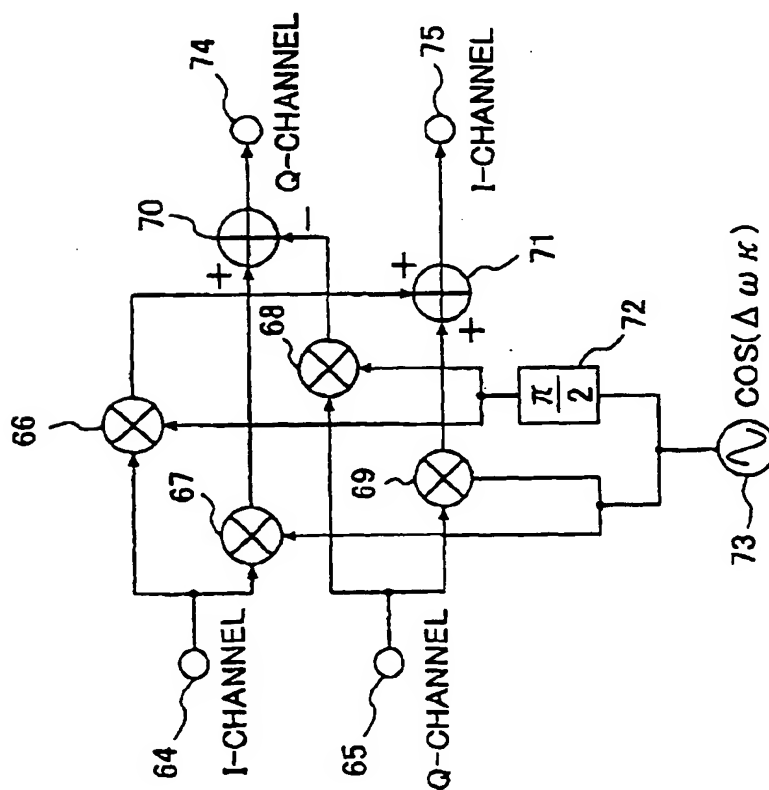 64
I-CHANNEL
65
Q-CHANNEL
66
67
68
69
70
+
-
71
+
+
π/2
72
73
COS(Δωκ)
74
Q-CHANNEL
75
I-CHANNEL